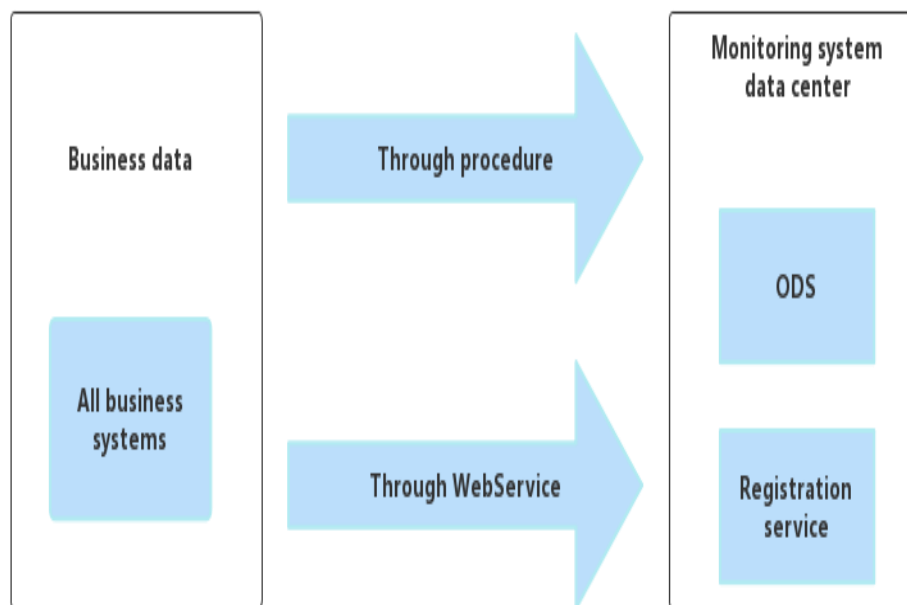 Business data
All business
systems
Through procedure
Through WebService
Monitoring system
data center
ODS
Registration
service